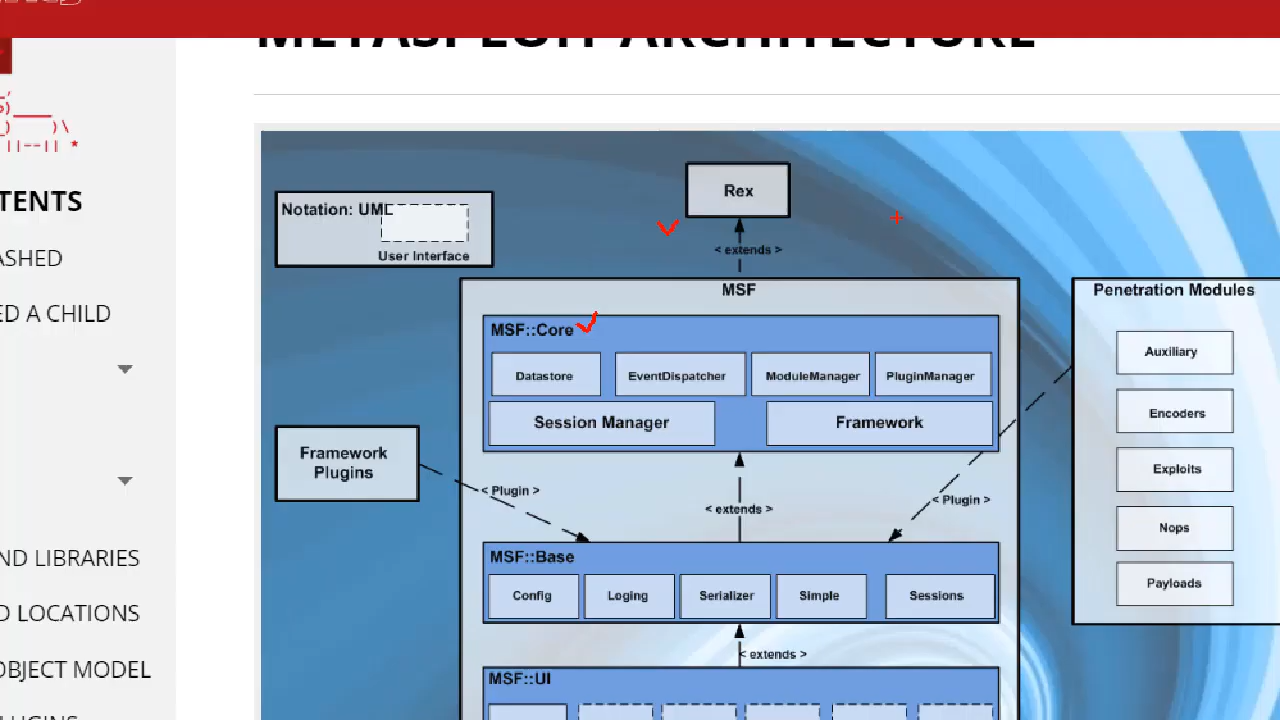 METASPLOIT ARCHITECTURE
TENTS
ASHED
ED A CHILD
ND LIBRARIES
D LOCATIONS
OBJECT MODEL
Notation: UML
User Interface
Rex
< extends >
MSF
MSF::Core
Datastore
EventDispatcher
ModuleManager
PluginManager
Session Manager
Framework
Framework
Plugins
< Plugin >
< extends >
< Plugin >
MSF::Base
Config
Loging
Serializer
Simple
Sessions
< extends >
MSF::UI
Penetration Modules
Auxiliary
Encoders
Exploits
Nops
Payloads